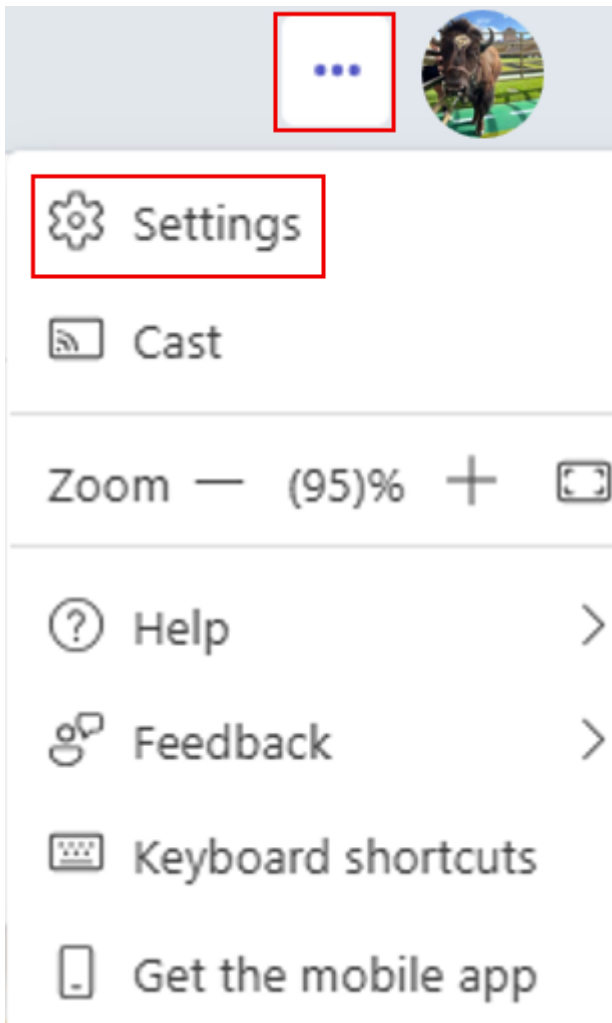 Settings
Cast
Zoom — (95)% +
Help
Feedback
Keyboard shortcuts
Get the mobile app